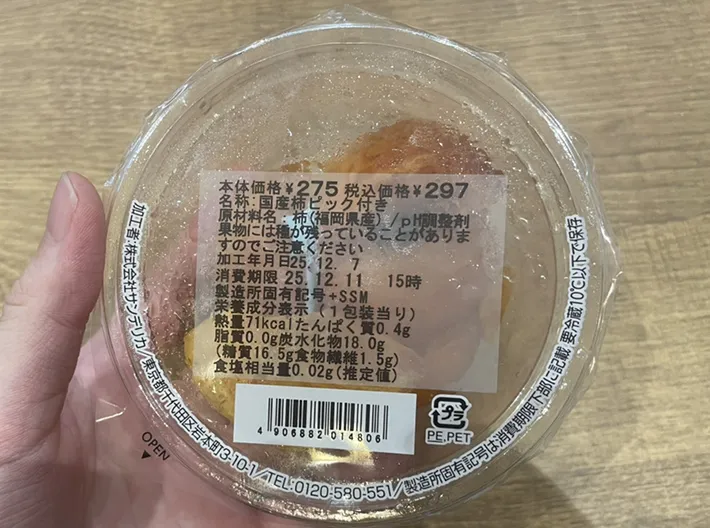 本体価格¥275 税込価格¥297
名称:国産柿ピック付き
原材料名:柿(福岡県産)/pH調整剤
果物には種が残っていることがありま
すのでご注意ください
加工年月日25.12. 7
消費期限 25.12.11 15時
製造所固有記号+SSM
栄養成分表示(1包装当り)
熱量71kcalたんぱく質0.4g
脂質0.0g炭水化物18.0g
(糖質16.5g食物繊維1.5g)
食塩相当量0.02g(推定値)
4 906882 014806
プラ
PE.PET
OPEN
加工者:株式会社サンデリカ/東京都千代田区岩本町3-10-1/TEL:0120-580-551/製造所固有記号は消費期限下部に記載 要冷蔵10℃以下で保存